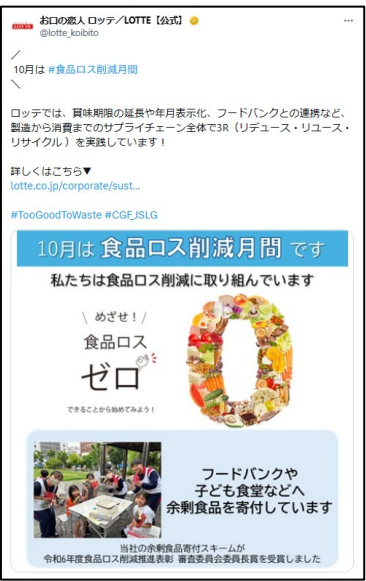 お口の恋人 ロッテ／LOTTE【公式】
@lotte_koibito
／
10月は #食品ロス削減月間
＼
ロッテでは、賞味期限の延長や年月表示化、フードバンクとの連携など、
製造から消費までのサプライチェーン全体で3R（リデュース・リユース・
リサイクル ）を実践しています！
詳しくはこちら▼
lotte.co.jp/corporate/sust...
#TooGoodToWaste #CGF_JSLG
10月は 食品ロス削減月間 です
私たちは食品ロス削減に取り組んでいます
\ めざせ！/
食品ロス
ゼロ
できることから始めてみよう！
フードバンクや
子ども食堂などへ
余剰食品を寄付しています
当社の余剰食品寄付スキームが
令和6年度食品ロス削減推進表彰 審査委員会委員長賞を受賞しました